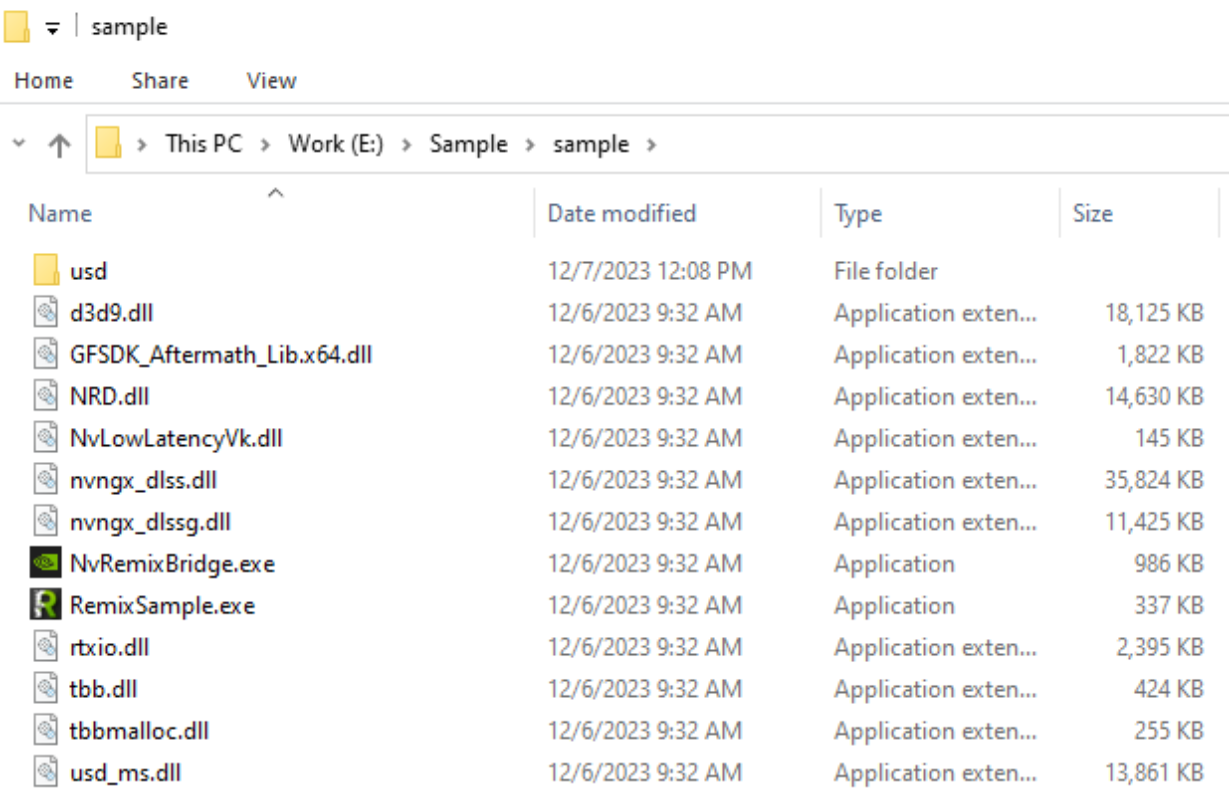 sample
Home Share View
This PC > Work (E:) > Sample > sample >
Name Date modified Type Size
usd 12/7/2023 12:08 PM File folder
d3d9.dll 12/6/2023 9:32 AM Application exten... 18,125 KB
GFSDK_Aftermath_Lib.x64.dll 12/6/2023 9:32 AM Application exten... 1,822 KB
NRD.dll 12/6/2023 9:32 AM Application exten... 14,630 KB
NvLowLatencyVk.dll 12/6/2023 9:32 AM Application exten... 145 KB
nvngx_dlss.dll 12/6/2023 9:32 AM Application exten... 35,824 KB
nvngx_dlssg.dll 12/6/2023 9:32 AM Application exten... 11,425 KB
NvRemixBridge.exe 12/6/2023 9:32 AM Application 986 KB
RemixSample.exe 12/6/2023 9:32 AM Application 337 KB
rtxio.dll 12/6/2023 9:32 AM Application exten... 2,395 KB
tbb.dll 12/6/2023 9:32 AM Application exten... 424 KB
tbbmalloc.dll 12/6/2023 9:32 AM Application exten... 255 KB
usd_ms.dll 12/6/2023 9:32 AM Application exten... 13,861 KB